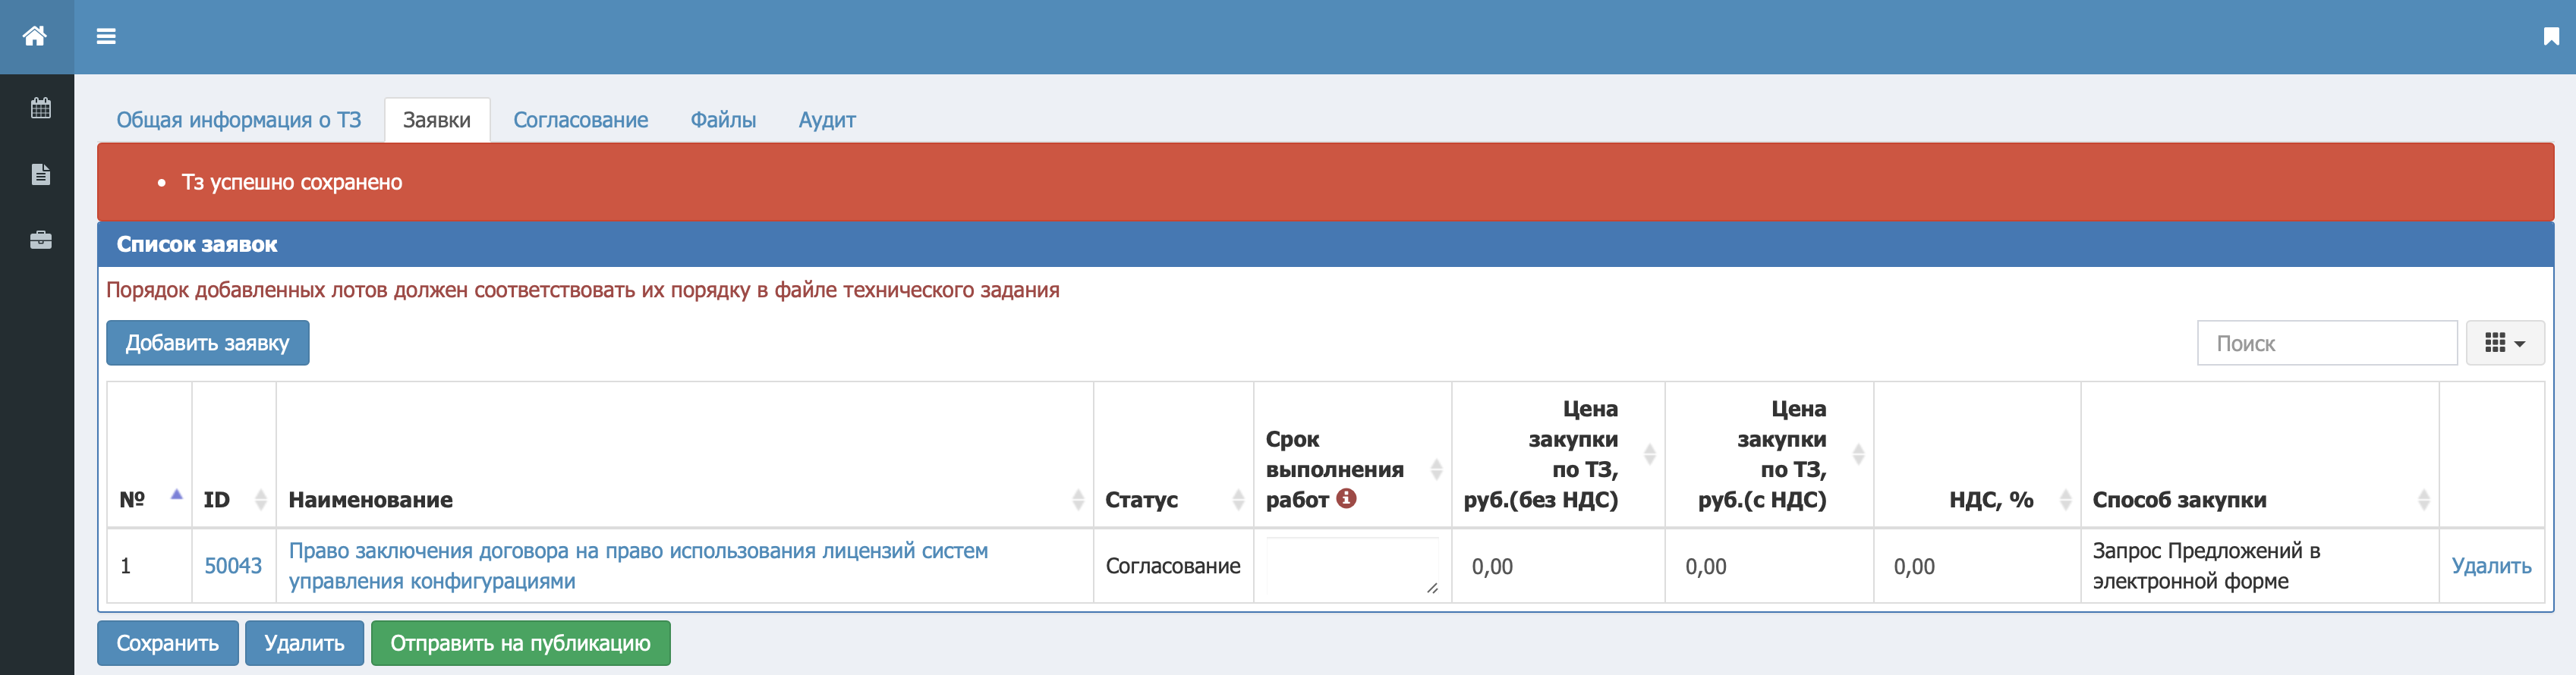 Общая информация о ТЗ
Заявки
Согласование
Файлы
Аудит
• Тз успешно сохранено
Список заявок
Порядок добавленных лотов должен соответствовать их порядку в файле технического задания
Добавить заявку
Поиск
№
ID
Наименование
Статус
Срок
выполнения
работ
Цена
закупки
по ТЗ,
руб.(без НДС)
Цена
закупки
по ТЗ,
руб.(с НДС)
НДС, %
Способ закупки
1
50043
Право заключения договора на право использования лицензий систем
управления конфигурациями
Согласование
0,00
0,00
0,00
Запрос Предложений в
электронной форме
Удалить
Сохранить
Удалить
Отправить на публикацию